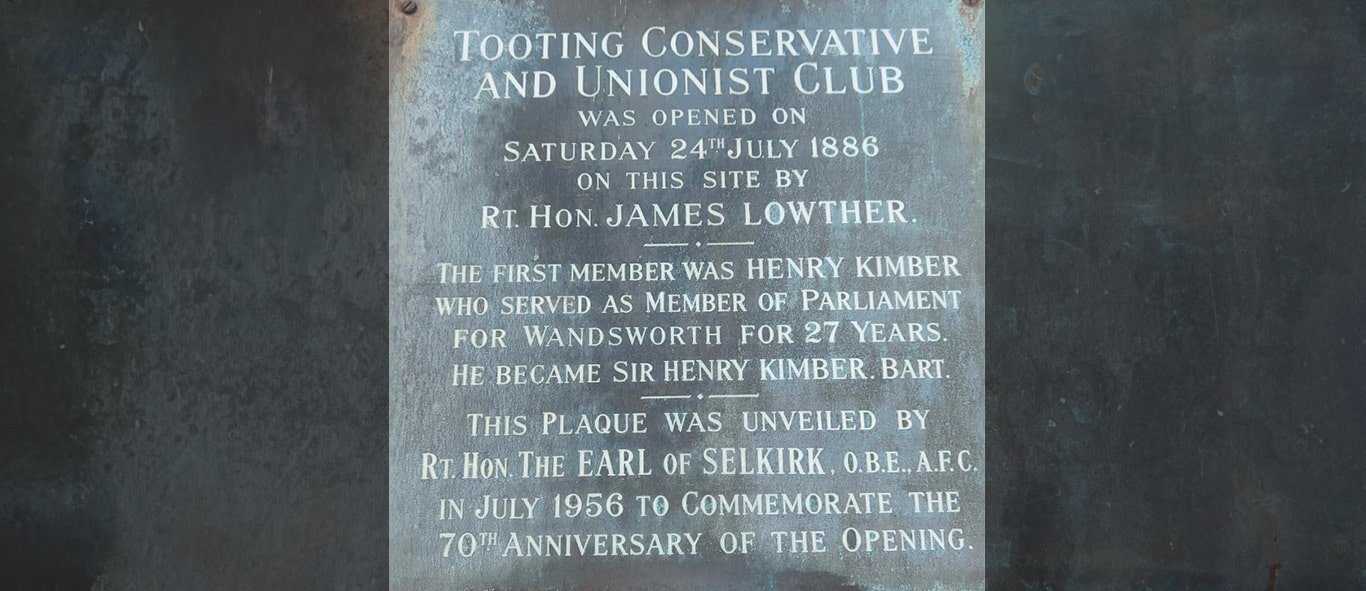 TOOTING CONSERVATIVE
AND UNIONIST CLUB
WAS OPENED ON
SATURDAY 24TH JULY 1886
ON THIS SITE BY
RT. HON. JAMES LOWTHER.
THE FIRST MEMBER WAS HENRY KIMBER
WHO SERVED AS MEMBER OF PARLIAMENT
FOR WANDSWORTH FOR 27 YEARS.
HE BECAME SIR HENRY KIMBER. BART.
THIS PLAQUE WAS UNVEILED BY
RT. HON. THE EARL OF SELKIRK, O.B.E., A.F.C.
IN JULY 1956 TO COMMEMORATE THE
70TH ANNIVERSARY OF THE OPENING.